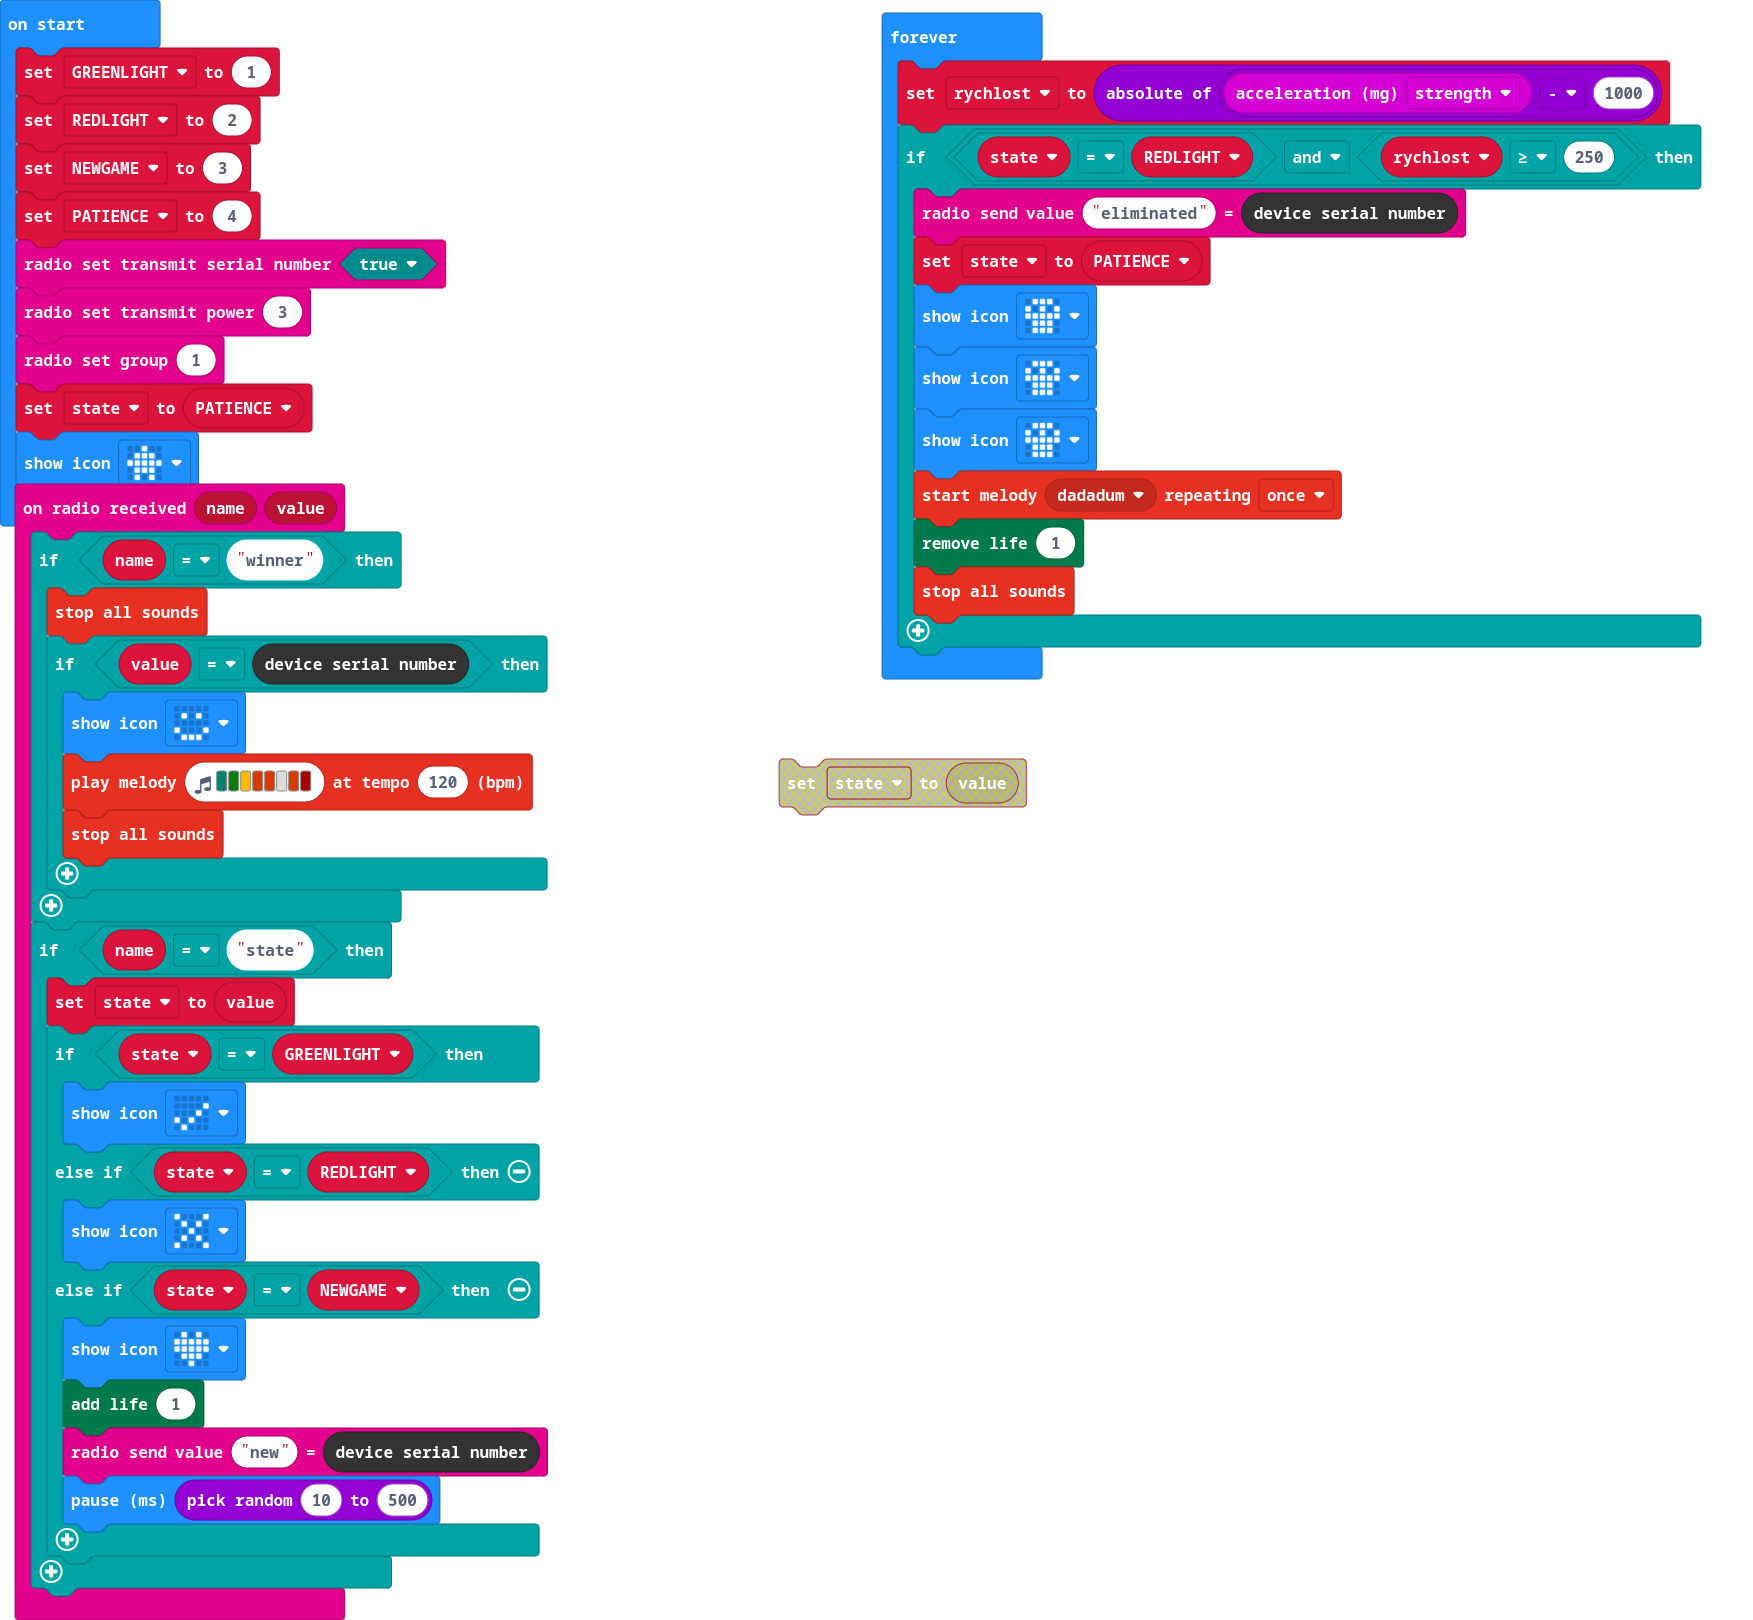 on start
set GREENLIGHT to 1
set REDLIGHT to 2
set NEWGAME to 3
set PATIENCE to 4
radio set transmit serial number true
radio set transmit power 3
radio set group 1
set state to PATIENCE
show icon
on radio received name value
if name = "winner" then
stop all sounds
if value = device serial number then
show icon
play melody at tempo 120 (bpm)
stop all sounds
if name = "state" then
set state to value
if state = GREENLIGHT then
show icon
else if state = REDLIGHT then
show icon
else if state = NEWGAME then
show icon
add life 1
radio send value "new" = device serial number
pause (ms) pick random 10 to 500
forever
set rychlost to absolute of acceleration (mg) strength - 1000
if state = REDLIGHT and rychlost ≥ 250 then
radio send value "eliminated" = device serial number
set state to PATIENCE
show icon
show icon
show icon
start melody dadadum repeating once
remove life 1
stop all sounds
set state to value